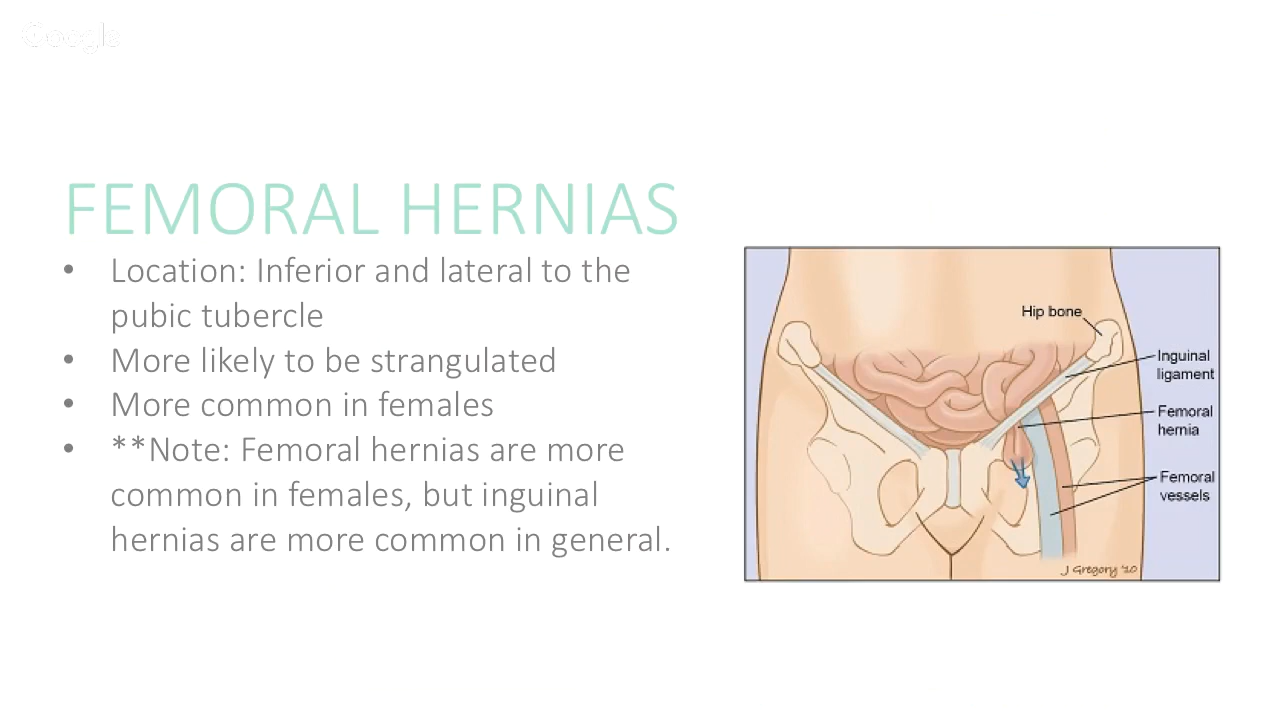 Google
FEMORAL HERNIAS
• Location: Inferior and lateral to the
pubic tubercle
• More likely to be strangulated
• More common in females
• **Note: Femoral hernias are more
common in females, but inguinal
hernias are more common in general.
Hip bone
Inguinal
ligament
Femoral
hernia
Femoral
vessels
J Gregory '10